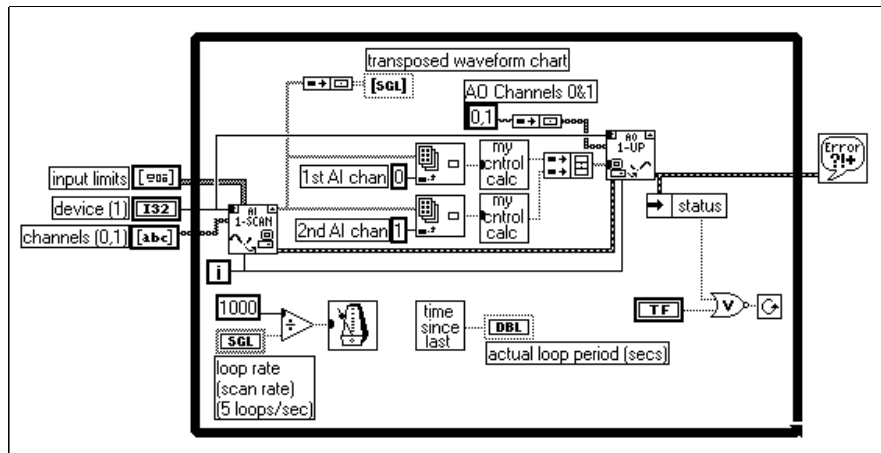 transposed waveform chart
[SGL]
AO Channels 0&1
0,1
AO
1-UP
Error
?!+
my
cntrol
calc
1st AI chan 0
input limits
device (1) I32
AI
1-SCAN
my
cntrol
calc
2nd AI chan 1
channels (0,1) [abc]
status
i
1000
÷
SGL
time
since
last
DBL
TF
V
actual loop period (secs)
loop rate
(scan rate)
(5 loops/sec)